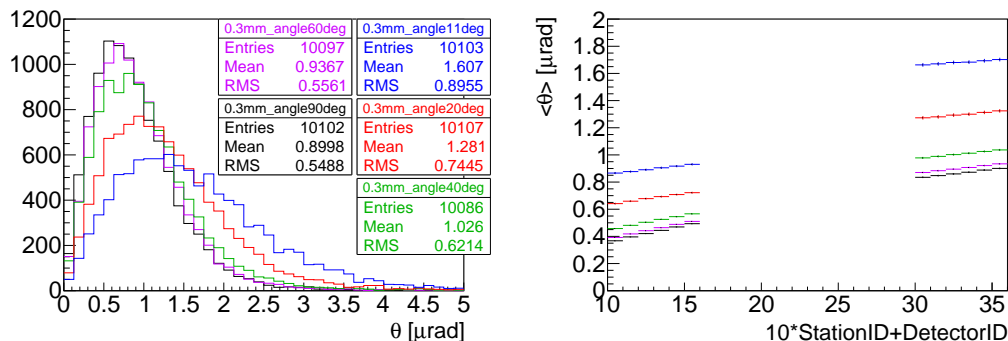 1200
1000
800
600
400
200
0
0.3mm_angle60deg
Entries 10097
Mean 0.9367
RMS 0.5561
0.3mm_angle11deg
Entries 10103
Mean 1.607
RMS 0.8955
0.3mm_angle90deg
Entries 10102
Mean 0.8998
RMS 0.5488
0.3mm_angle20deg
Entries 10107
Mean 1.281
RMS 0.7445
0.3mm_angle40deg
Entries 10086
Mean 1.026
RMS 0.6214
0 0.5 1 1.5 2 2.5 3 3.5 4 4.5 5
θ [μrad]
<θ> [μrad]
2
1.8
1.6
1.4
1.2
1
0.8
0.6
0.4
0.2
0
10 15 20 25 30 35
10*StationID+DetectorID